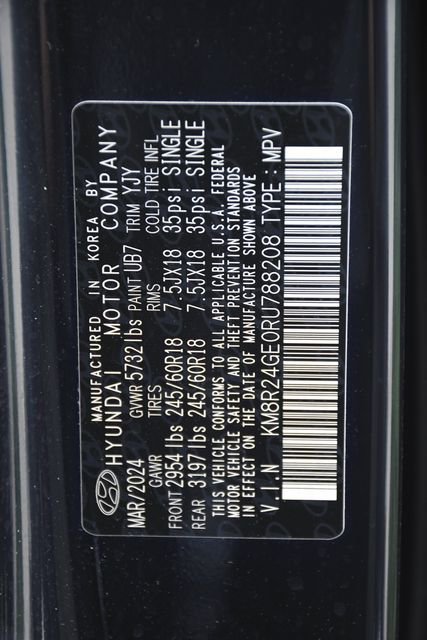 MANUFACTURED IN KOREA BY
HYUNDAI MOTOR COMPANY
MAR/2024 GVWR 5732 lbs PAINT UB7 TRIM YJY
GAWR TIRES RIMS COLD TIRE INFL
FRONT 2954 lbs 245/60R18 7.5JX18 35psi SINGLE
REAR 3197 lbs 245/60R18 7.5JX18 35psi SINGLE
THIS VEHICLE CONFORMS TO ALL APPLICABLE U.S.A. FEDERAL
MOTOR VEHICLE SAFETY AND THEFT PREVENTION STANDARDS
IN EFFECT ON THE DATE OF MANUFACTURE SHOWN ABOVE
V.I.N KM8R24GE0RU788208 TYPE : MPV